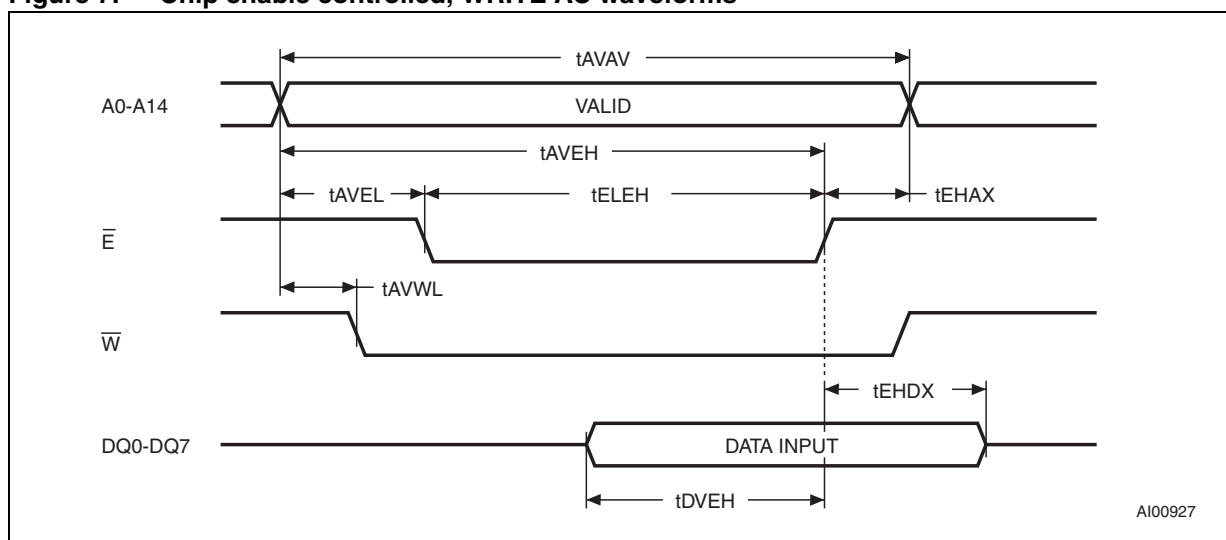 Figure 7. Chip enable controlled, WRITE AC waveforms
tAVAV
A0-A14
VALID
tAVEH
tAVEL
tELEH
tEHAX
E̅
tAVWL
W̅
tEHDX
DQ0-DQ7
DATA INPUT
tDVEH
AI00927